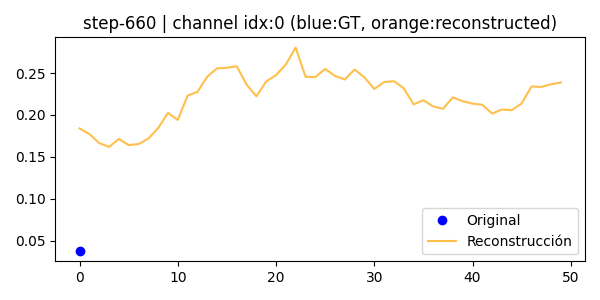 step-660 | channel idx:0 (blue:GT, orange:reconstructed)
0.25
0.20
0.15
0.10
0.05
Original
Reconstrucción
0 10 20 30 40 50